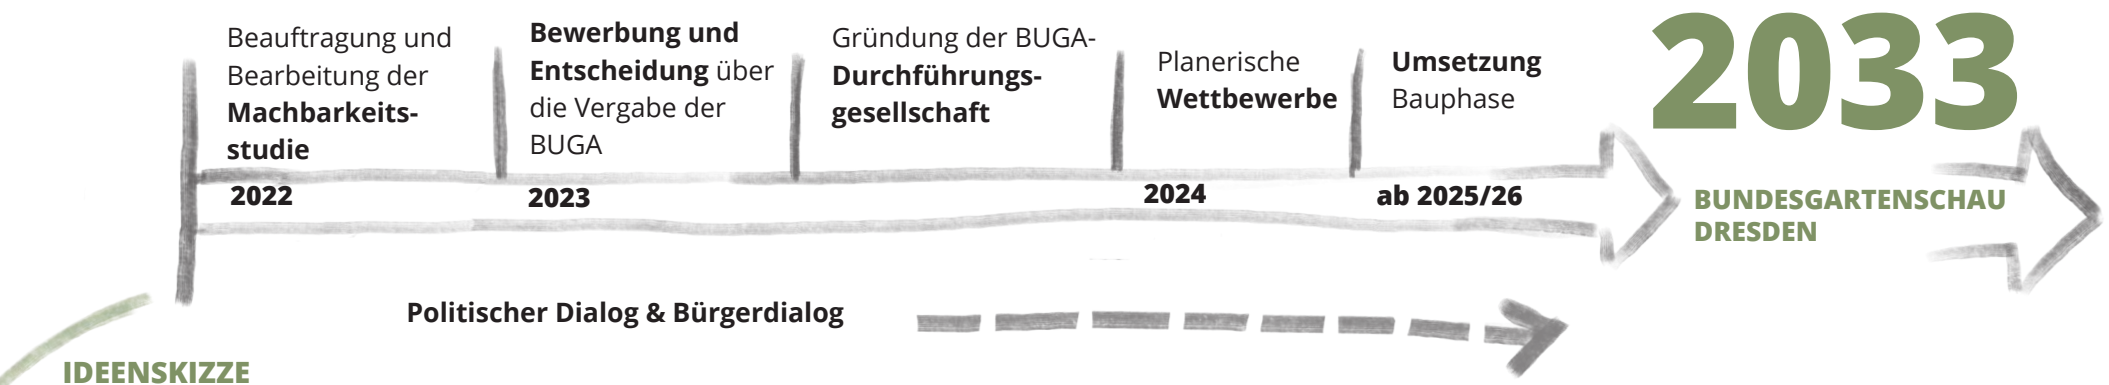 Beauftragung und
Bearbeitung der
Machbarkeits-
studie
2022
Bewerbung und
Entscheidung über
die Vergabe der
BUGA
2023
Gründung der BUGA-
Durchführungs-
gesellschaft
Planerische
Wettbewerbe
2024
Umsetzung
Bauphase
ab 2025/26
2033
BUNDESGARTENSCHAU
DRESDEN
Politischer Dialog & Bürgerdialog
IDEENSKIZZE